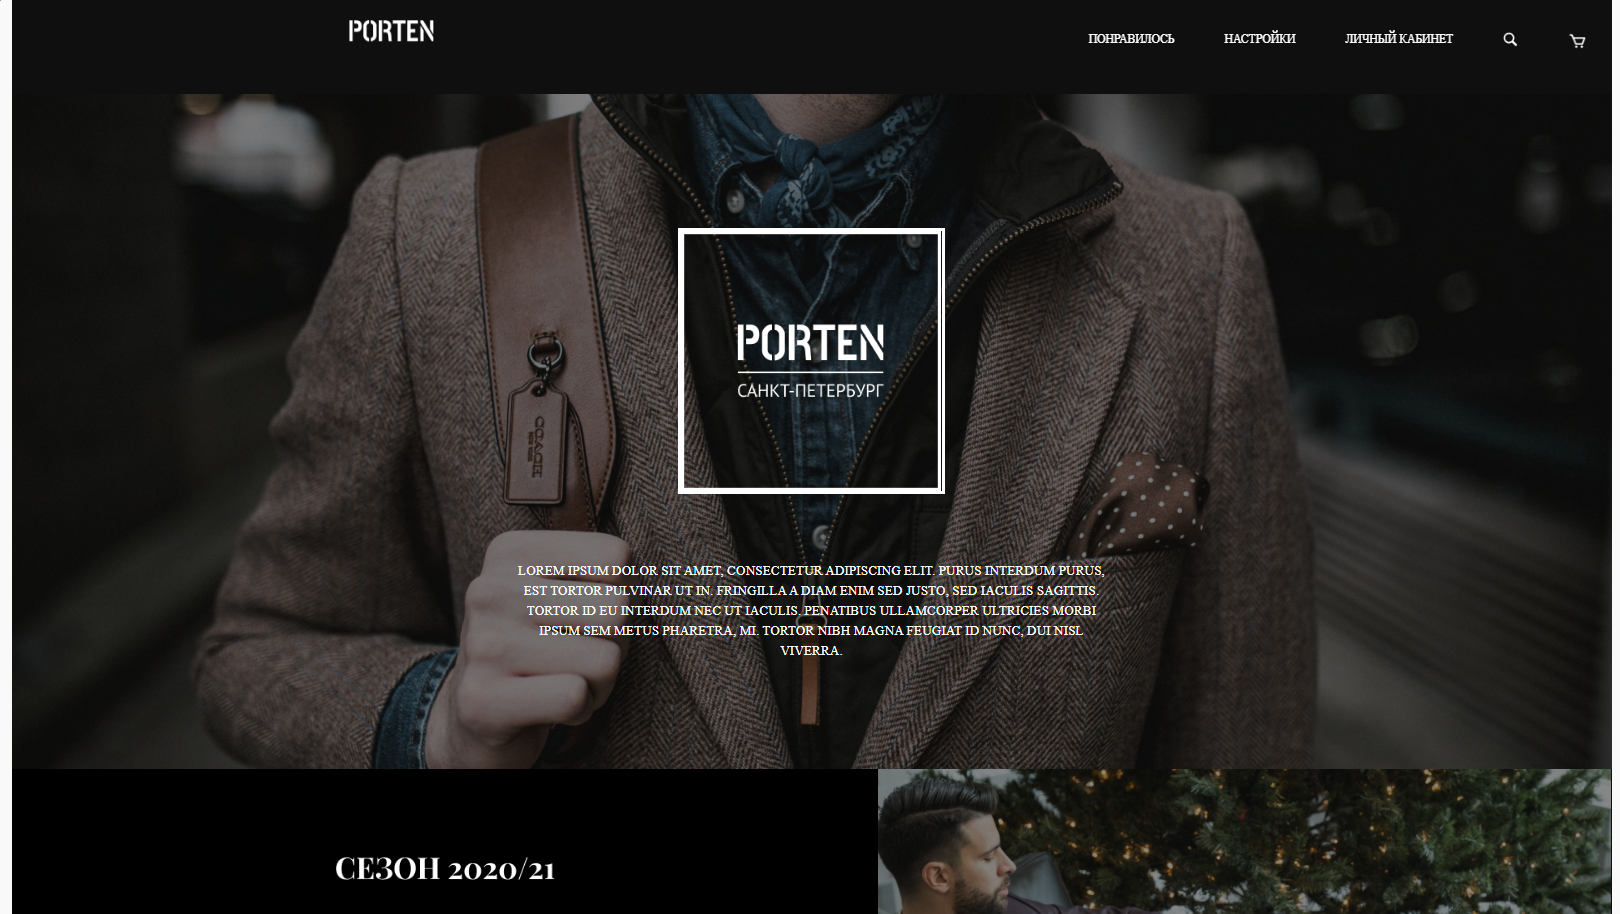 PORTEN
ПОНРАВИЛОСЬ
НАСТРОЙКИ
ЛИЧНЫЙ КАБИНЕТ
PORTEN
САНКТ-ПЕТЕРБУРГ
COACH
LOREM IPSUM DOLOR SIT AMET, CONSECTETUR ADIPISCING ELIT. PURUS INTERDUM PURUS,
EST TORTOR PULVINAR UT IN. FRINGILLA A DIAM ENIM SED JUSTO, SED IACULIS SAGITTIS.
TORTOR ID EU INTERDUM NEC UT IACULIS. PENATIBUS ULLAMCORPER ULTRICIES MORBI
IPSUM SEM METUS PHARETRA, MI. TORTOR NIBH MAGNA FEUGIAT ID NUNC, DUI NISL
VIVERRA.
СЕЗОН 2020/21